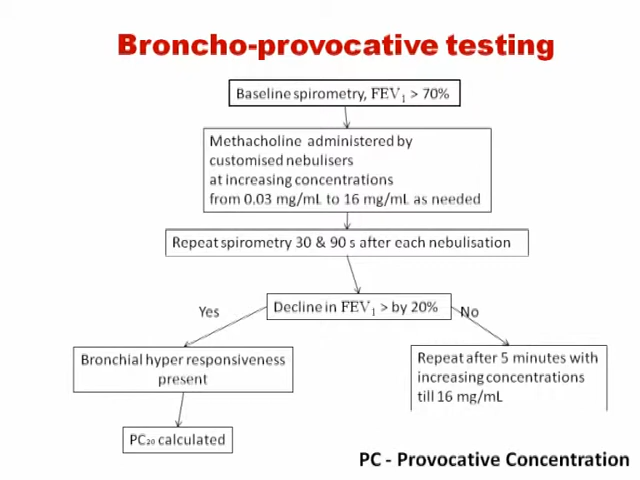 Broncho-provocative testing
Baseline spirometry, FEV₁ > 70%
Methacholine administered by
customised nebulisers
at increasing concentrations
from 0.03 mg/mL to 16 mg/mL as needed
Repeat spirometry 30 & 90 s after each nebulisation
Decline in FEV₁ > by 20%
Yes
No
Bronchial hyper responsiveness
present
Repeat after 5 minutes with
increasing concentrations
till 16 mg/mL
PC₂₀ calculated
PC - Provocative Concentration